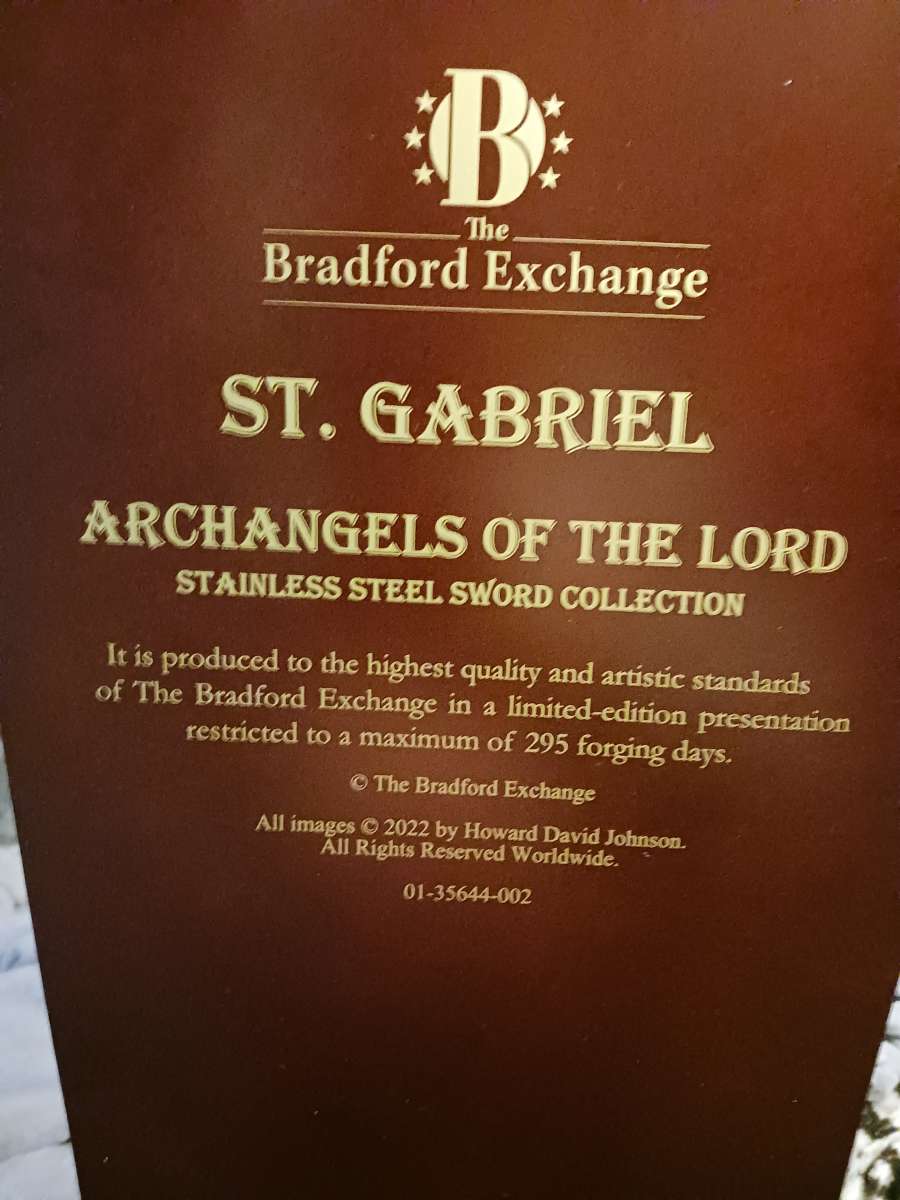 B
The
Bradford Exchange
ST. GABRIEL
ARCHANGELS OF THE LORD
STAINLESS STEEL SWORD COLLECTION
It is produced to the highest quality and artistic standards
of The Bradford Exchange in a limited-edition presentation
restricted to a maximum of 295 forging days.
© The Bradford Exchange
All images © 2022 by Howard David Johnson.
All Rights Reserved Worldwide.
01-35644-002